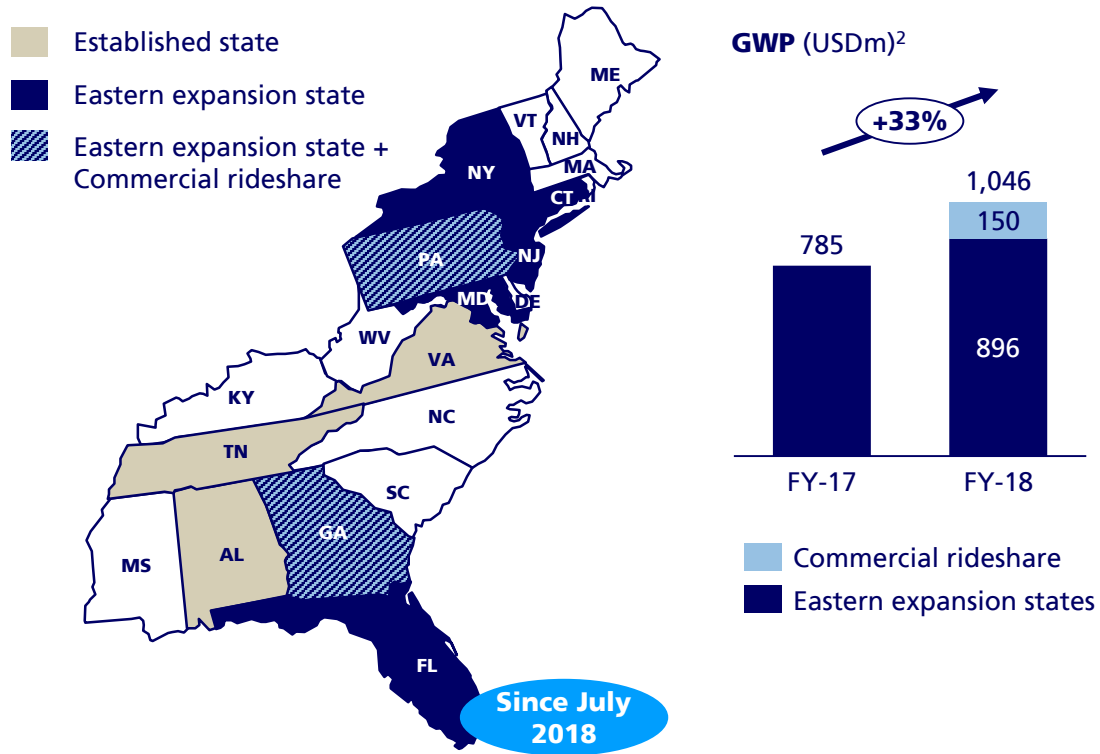 Established state
Eastern expansion state
Eastern expansion state +
Commercial rideshare
ME
VT
NH
MA
NY
CT
RI
PA
NJ
MD
DE
WV
VA
KY
NC
TN
SC
GA
AL
MS
FL
Since July
2018
GWP (USDm)²
+33%
1,046
150
785
896
FY-17
FY-18
Commercial rideshare
Eastern expansion states